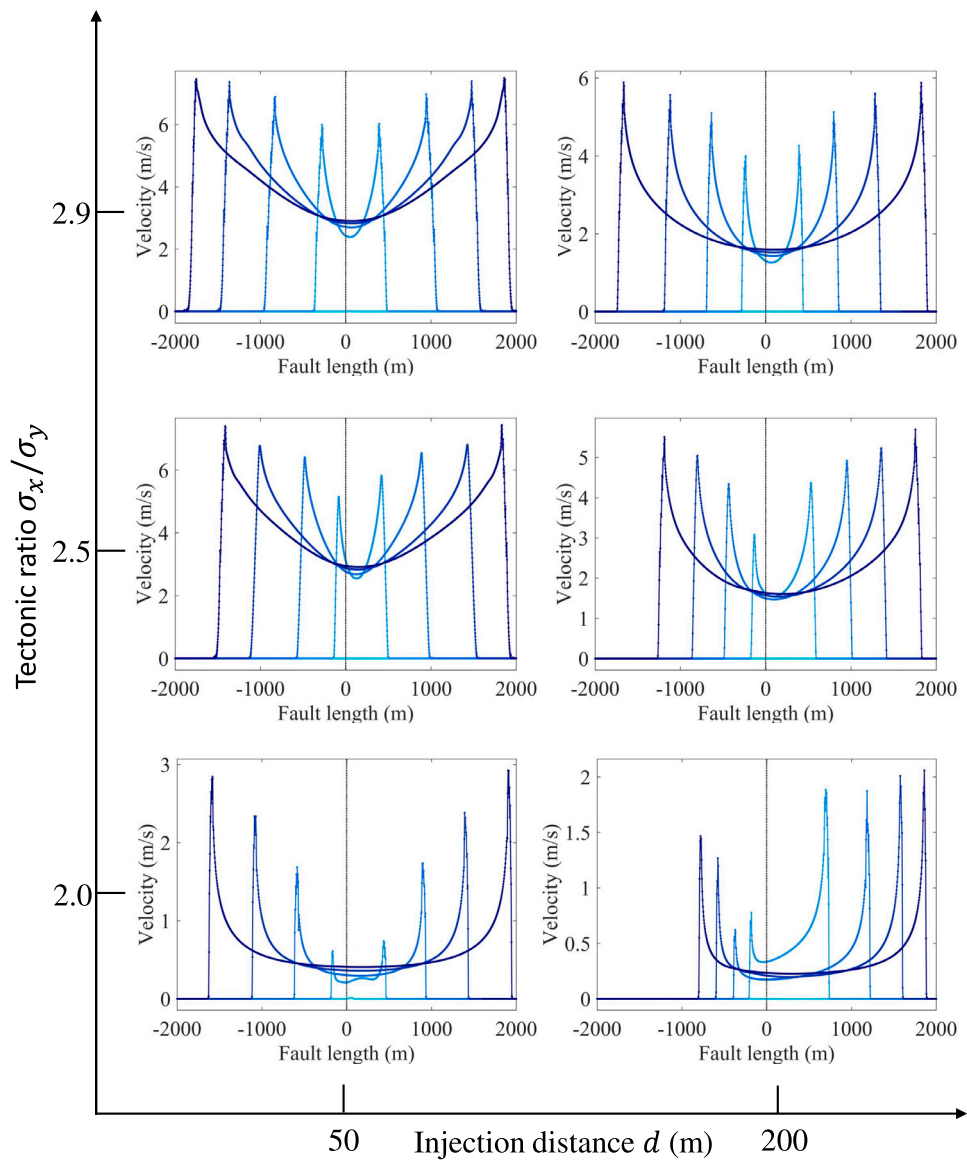 6
4
2
0
Velocity (m/s)
-2000 -1000 0 1000 2000
Fault length (m)
6
4
2
0
Velocity (m/s)
-2000 -1000 0 1000 2000
Fault length (m)
2.9
6
4
2
0
Velocity (m/s)
-2000 -1000 0 1000 2000
Fault length (m)
5
4
3
2
1
0
Velocity (m/s)
-2000 -1000 0 1000 2000
Fault length (m)
2.5
Tectonic ratio σx/σy
3
2
1
0
Velocity (m/s)
-2000 -1000 0 1000 2000
Fault length (m)
2
1.5
1
0.5
0
Velocity (m/s)
-2000 -1000 0 1000 2000
Fault length (m)
2.0
50 Injection distance d (m) 200